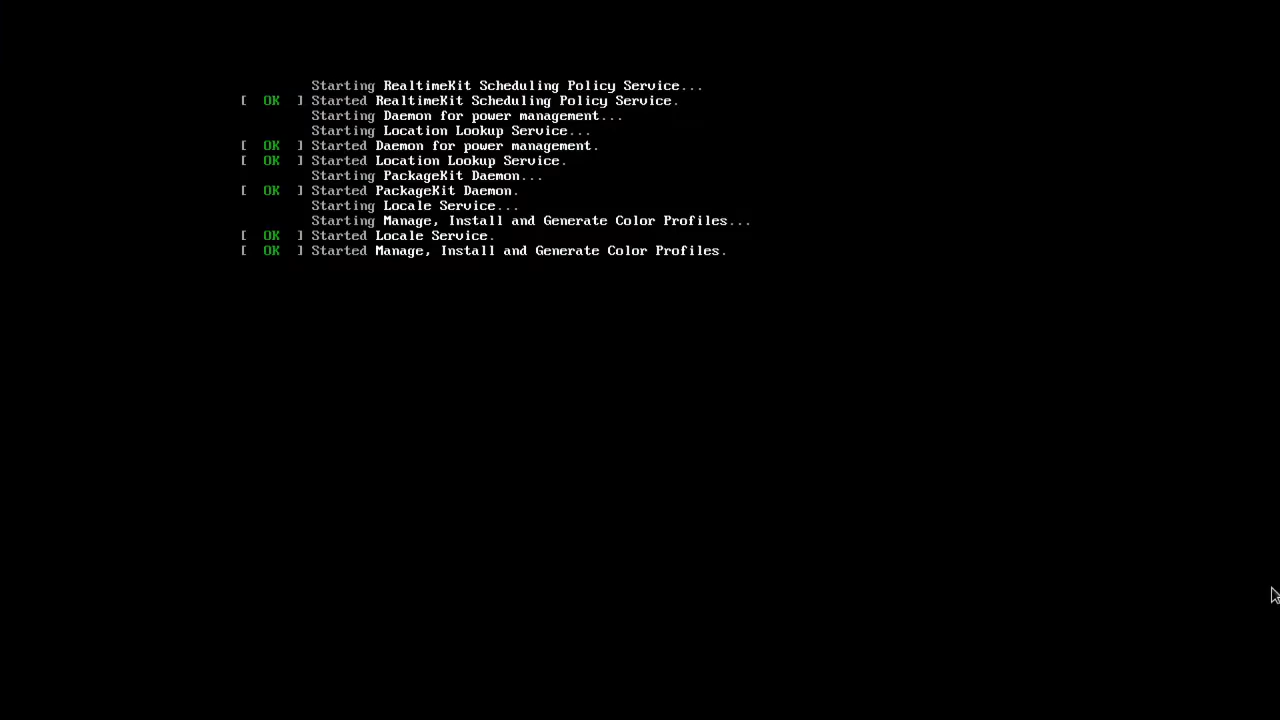 Starting RealtimeKit Scheduling Policy Service...
[  OK  ] Started RealtimeKit Scheduling Policy Service.
Starting Daemon for power management...
Starting Location Lookup Service...
[  OK  ] Started Daemon for power management.
[  OK  ] Started Location Lookup Service.
Starting PackageKit Daemon...
[  OK  ] Started PackageKit Daemon.
Starting Locale Service...
Starting Manage, Install and Generate Color Profiles...
[  OK  ] Started Locale Service.
[  OK  ] Started Manage, Install and Generate Color Profiles.